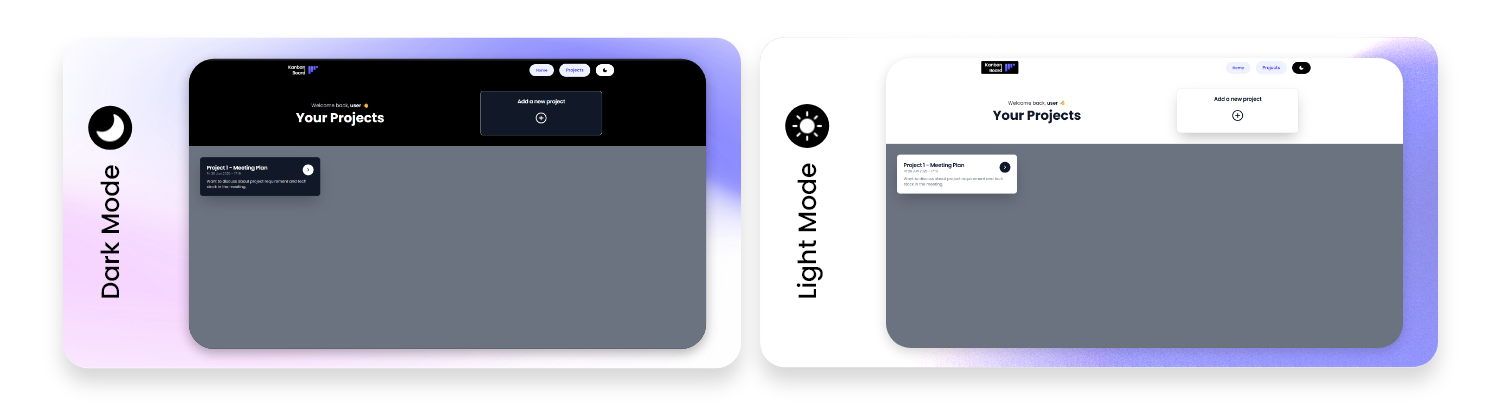 Dark Mode
Kanban
Board
Home
Projects
Welcome back, user 👋
Your Projects
Add a new project
Project 1 - Meeting Plan
Want to discuss about project requirement and tech
stack in the meeting.
Light Mode
Kanban
Board
Home
Projects
Welcome back, user 👋
Your Projects
Add a new project
Project 1 - Meeting Plan
Want to discuss about project requirement and tech
stack in the meeting.